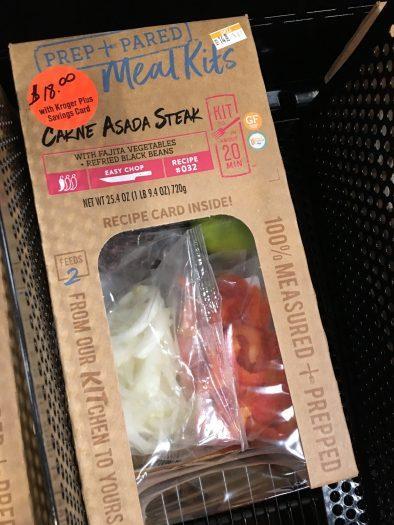 PREP+PARED
Meal Kits
$18.00
with Kroger Plus
Savings Card
CARNE ASADA STEAK
WITH FAJITA VEGETABLES
+ REFRIED BLACK BEANS
EASY CHOP
RECIPE
#032
KIT
IN ABOUT
20
MIN
GF
NET WT 25.4 OZ (1 LB 9.4 OZ) 720g
RECIPE CARD INSIDE!
FEEDS
2
FROM OUR KITCHEN TO YOURS
100% MEASURED + PREPPED